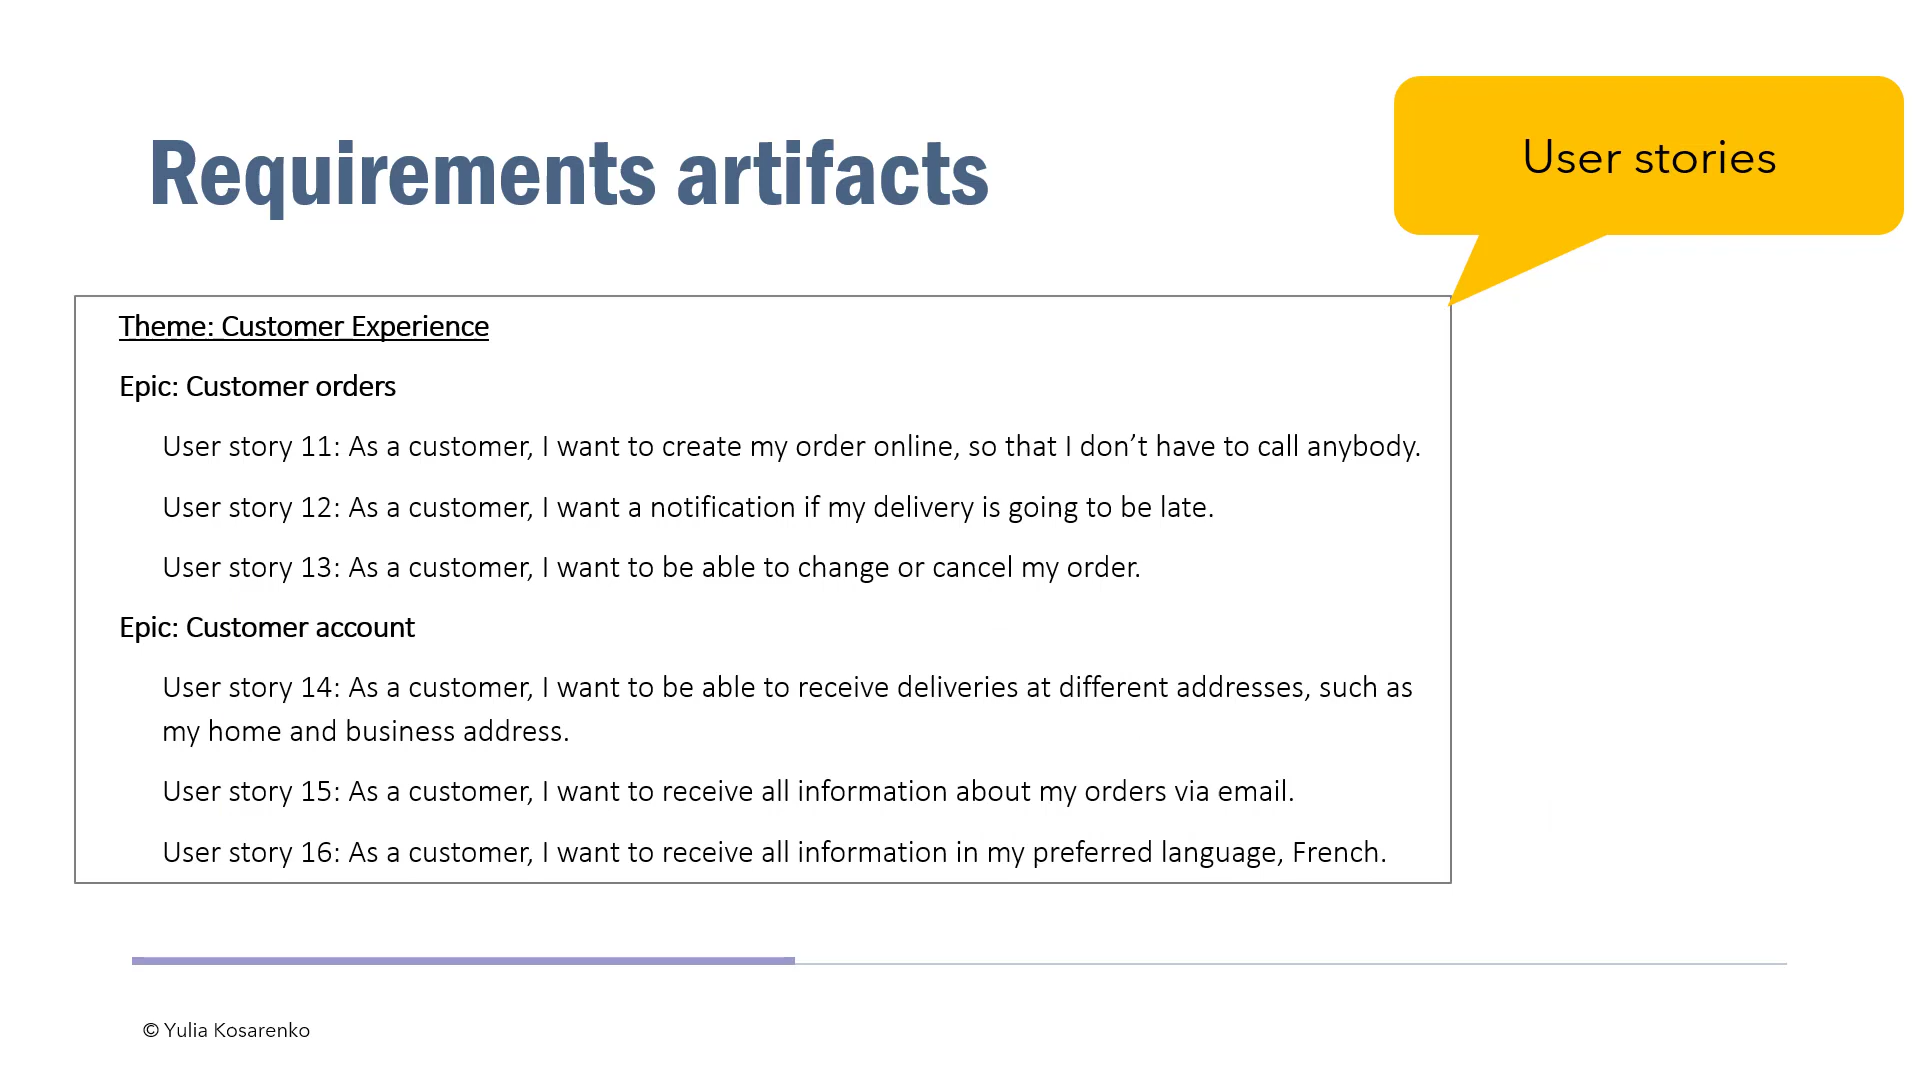 Requirements artifacts
User stories
Theme: Customer Experience
Epic: Customer orders
User story 11: As a customer, I want to create my order online, so that I don’t have to call anybody.
User story 12: As a customer, I want a notification if my delivery is going to be late.
User story 13: As a customer, I want to be able to change or cancel my order.
Epic: Customer account
User story 14: As a customer, I want to be able to receive deliveries at different addresses, such as
my home and business address.
User story 15: As a customer, I want to receive all information about my orders via email.
User story 16: As a customer, I want to receive all information in my preferred language, French.
© Yulia Kosarenko